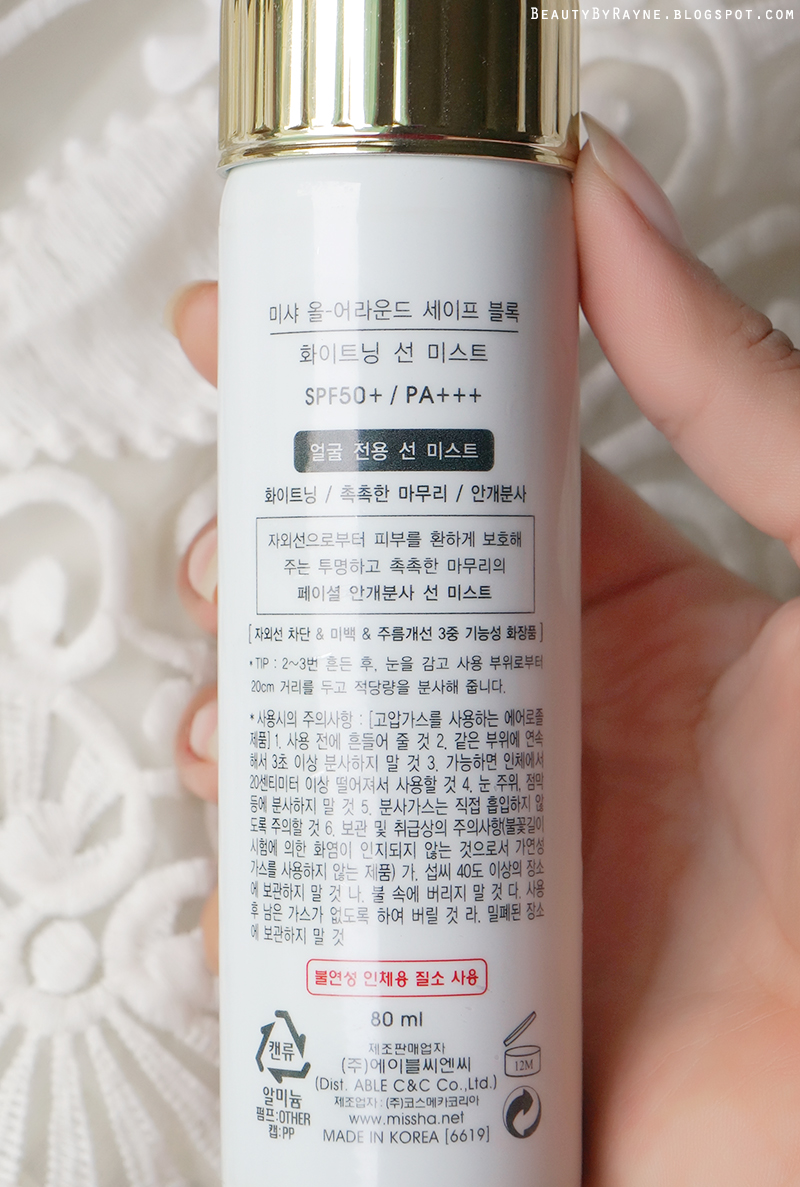 BeautyByRayne.blogspot.com
미샤 올-어라운드 세이프 블록
화이트닝 선 미스트
SPF50+ / PA+++
얼굴 전용 선 미스트
화이트닝 / 촉촉한 마무리 / 안개분사
자외선으로부터 피부를 환하게 보호해
주는 투명하고 촉촉한 마무리의
페이셜 안개분사 선 미스트
[ 자외선 차단 & 미백 & 주름개선 3중 기능성 화장품 ]
* TIP : 2~3번 흔든 후, 눈을 감고 사용 부위로부터
20cm 거리를 두고 적당량을 분사해 줍니다.
* 사용시의 주의사항 : [고압가스를 사용하는 에어로졸
제품] 1. 사용 전에 흔들어 줄 것 2. 같은 부위에 연속
해서 3초 이상 분사하지 말 것 3. 가능하면 인체에서
20센티미터 이상 떨어져서 사용할 것 4. 눈 주위, 점막
등에 분사하지 말 것 5. 분사가스는 직접 흡입하지 않
도록 주의할 것 6. 보관 및 취급상의 주의사항(불꽃길이
시험에 의한 화염이 인지되지 않는 것으로서 가연성
가스를 사용하지 않는 제품) 가. 섭씨 40도 이상의 장소
에 보관하지 말 것 나. 불 속에 버리지 말 것 다. 사용
후 남은 가스가 없도록 하여 버릴 것 라. 밀폐된 장소
에 보관하지 말 것
불연성 인체용 질소 사용
80 ml
캔류
알미늄
펌프:OTHER
캡:PP
제조판매업자
(주)에이블씨엔씨
(Dist. ABLE C&C Co.,Ltd.)
제조업자 : (주)코스메카코리아
www.missha.net
MADE IN KOREA [6619]
12M